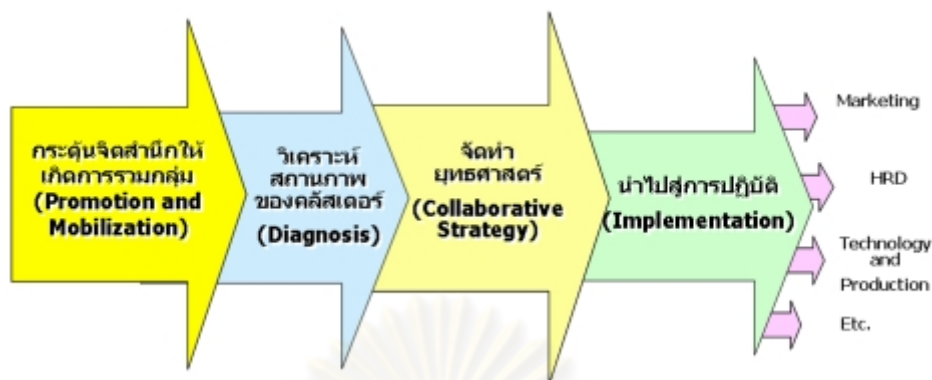 กระตุ้นจิตสำนึกให้
เกิดการรวมกลุ่ม
(Promotion and
Mobilization)
วิเคราะห์
สถานภาพ
ของคลัสเตอร์
(Diagnosis)
จัดทำ
ยุทธศาสตร์
(Collaborative
Strategy)
นำไปสู่การปฏิบัติ
(Implementation)
Marketing
HRD
Technology
and
Production
Etc.